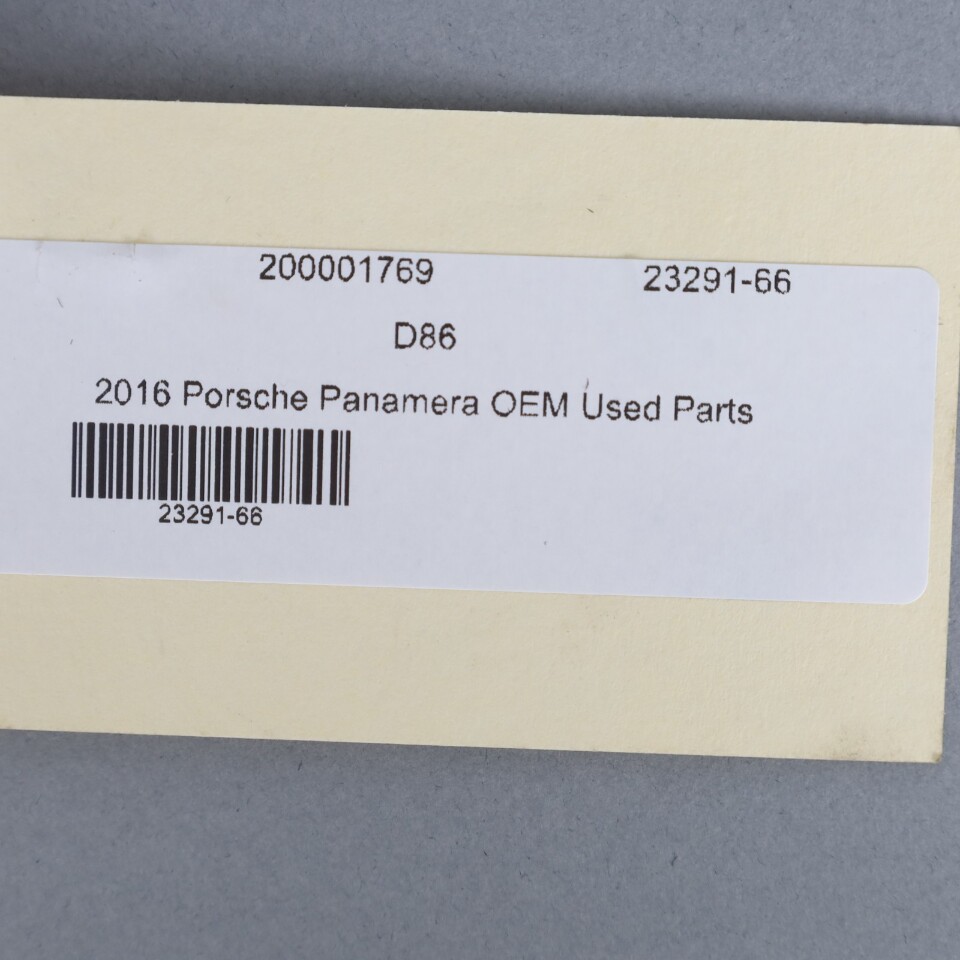 200001769 23291-66
D86
2016 Porsche Panamera OEM Used Parts
23291-66